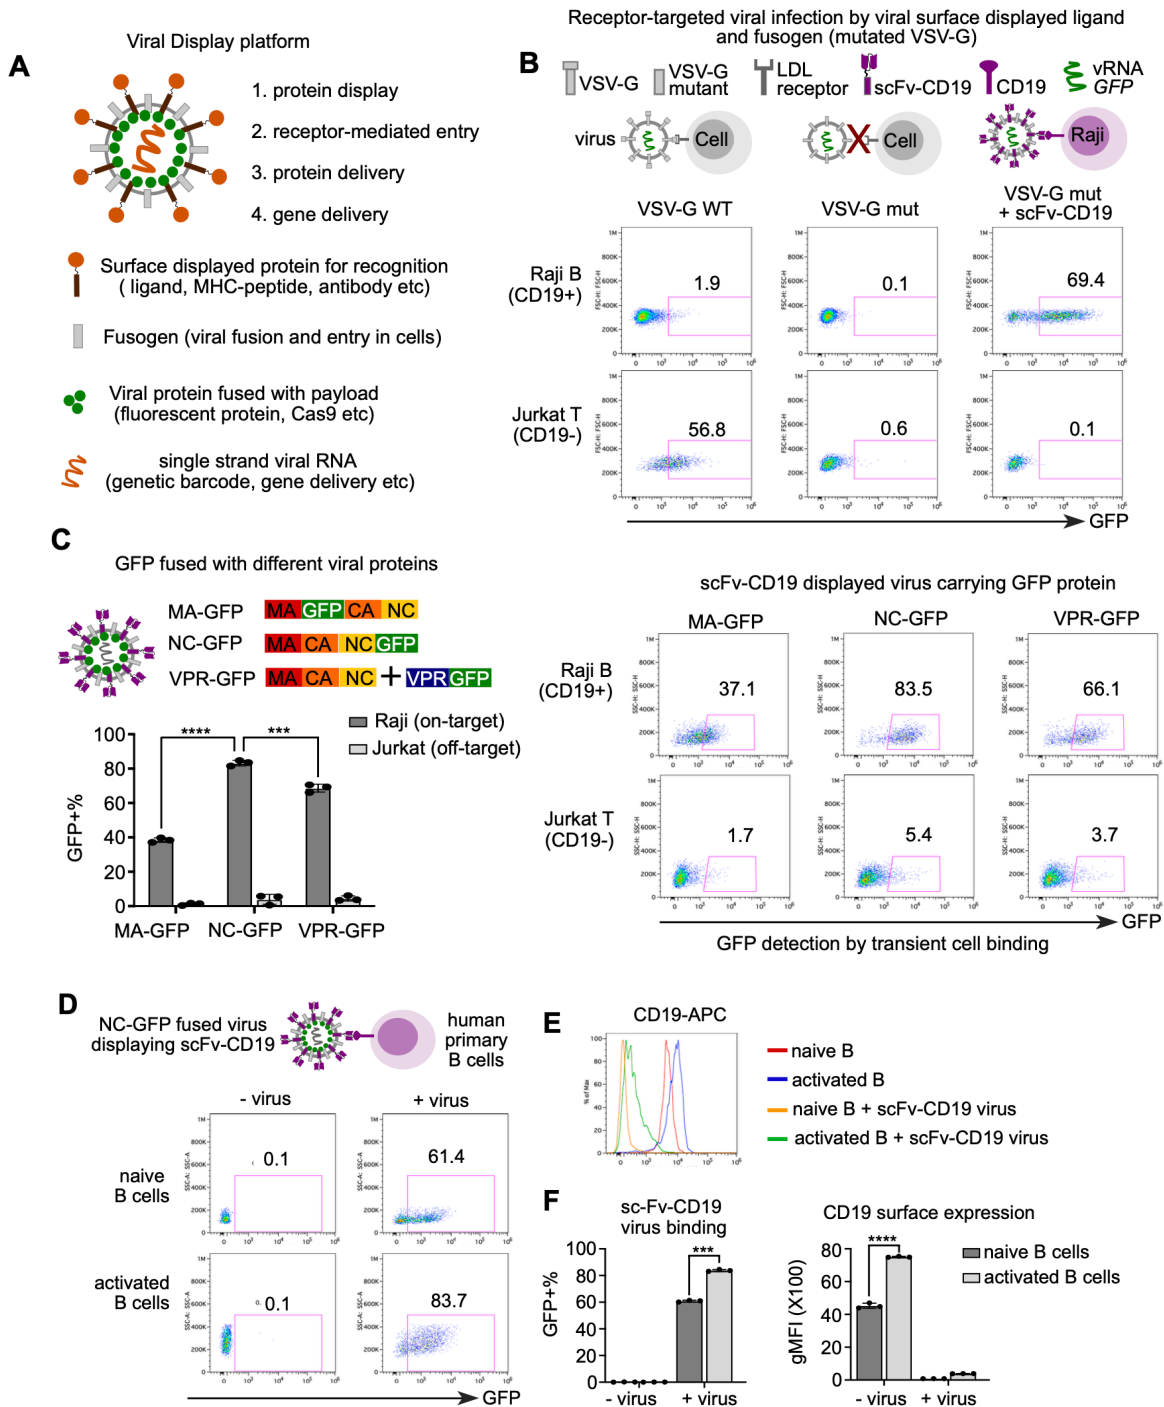 A
Viral Display platform
1. protein display
2. receptor-mediated entry
3. protein delivery
4. gene delivery
Surface displayed protein for recognition
( ligand, MHC-peptide, antibody etc)
Fusogen (viral fusion and entry in cells)
Viral protein fused with payload
(fluorescent protein, Cas9 etc)
single strand viral RNA
(genetic barcode, gene delivery etc)
B
Receptor-targeted viral infection by viral surface displayed ligand
and fusogen (mutated VSV-G)
VSV-G
VSV-G
mutant
LDL
receptor
scFv-CD19
CD19
vRNA
GFP
virus
Cell
X
Cell
Raji
VSV-G WT
VSV-G mut
VSV-G mut
+ scFv-CD19
Raji B
(CD19+)
1.9
0.1
69.4
Jurkat T
(CD19-)
56.8
0.6
0.1
GFP
C
GFP fused with different viral proteins
MA-GFP
MA GFP CA NC
NC-GFP
MA CA NC GFP
VPR-GFP
MA CA NC + VPR GFP
Raji (on-target)
Jurkat (off-target)
**** ***
GFP+%
100
80
60
40
20
0
MA-GFP NC-GFP VPR-GFP
scFv-CD19 displayed virus carrying GFP protein
MA-GFP
NC-GFP
VPR-GFP
Raji B
(CD19+)
37.1
83.5
66.1
Jurkat T
(CD19-)
1.7
5.4
3.7
GFP
GFP detection by transient cell binding
D
NC-GFP fused virus
displaying scFv-CD19
human
primary
B cells
- virus
+ virus
naive
B cells
0.1
61.4
activated
B cells
0.1
83.7
GFP
E
CD19-APC
% of Max
100
80
60
40
20
0
0 10³ 10⁴ 10⁵ 10⁶
naive B
activated B
naive B + scFv-CD19 virus
activated B + scFv-CD19 virus
F
sc-Fv-CD19
virus binding
***
GFP+%
100
80
60
40
20
0
- virus + virus
CD19 surface expression
****
gMFI (X100)
80
60
40
20
0
- virus + virus
naive B cells
activated B cells